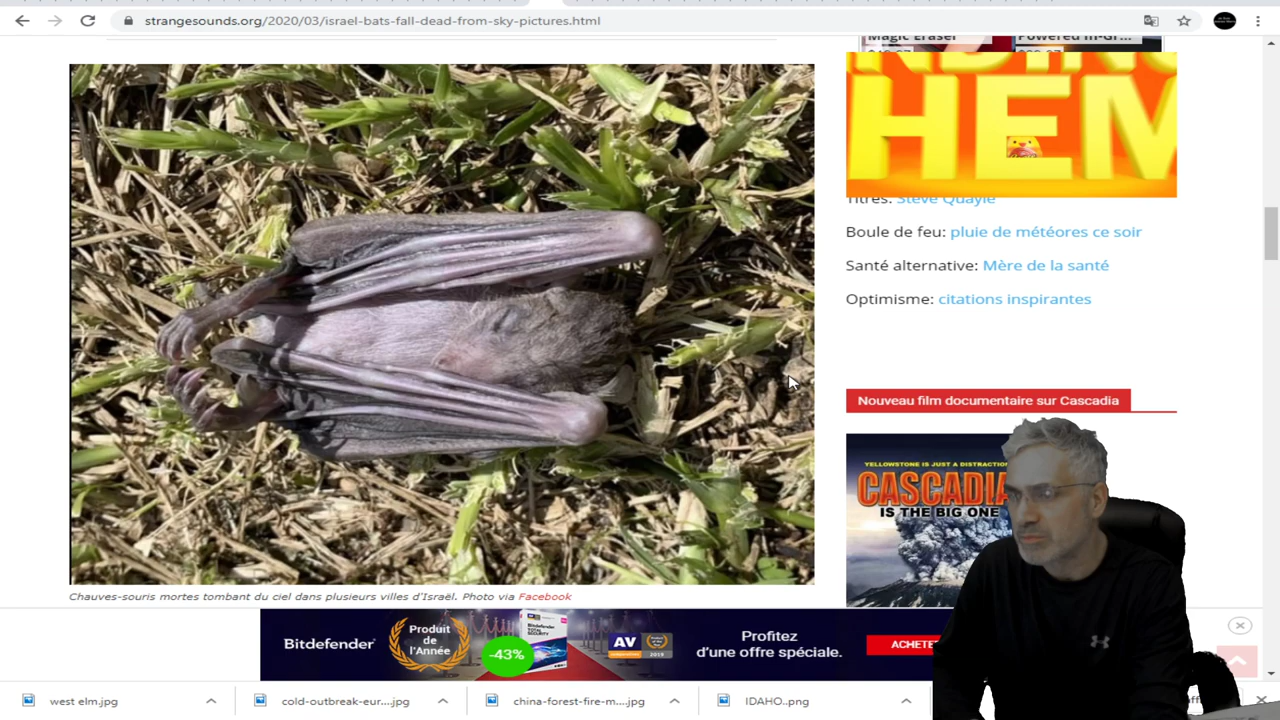 strangesounds.org/2020/03/israel-bats-fall-dead-from-sky-pictures.html
Magic Eraser
HEM
Titres: Steve Quayle
Boule de feu: pluie de météores ce soir
Santé alternative: Mère de la santé
Optimisme: citations inspirantes
Nouveau film documentaire sur Cascadia
YELLOWSTONE IS JUST A DISTRACTION
CASCADIA
IS THE BIG ONE
Chauves-souris mortes tombant du ciel dans plusieurs villes d'Israël. Photo via Facebook
Bitdefender
Produit
de
l'Année
-43%
AV
2019
Profitez
d'une offre spéciale.
ACHETE
west elm.jpg
cold-outbreak-eur....jpg
china-forest-fire-m....jpg
IDAHO..png